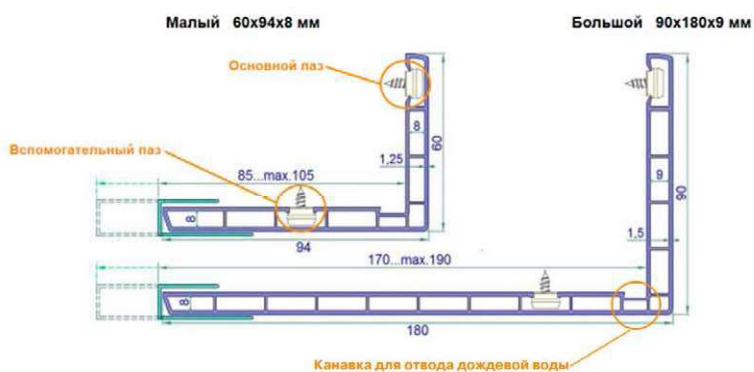 Малый 60x94x8 мм
Большой 90x180x9 мм
Основной паз
Вспомогательный паз
8
60
1,25
85...max.105
8
94
9
90
1,5
170...max.190
8
180
Канавка для отвода дождевой воды